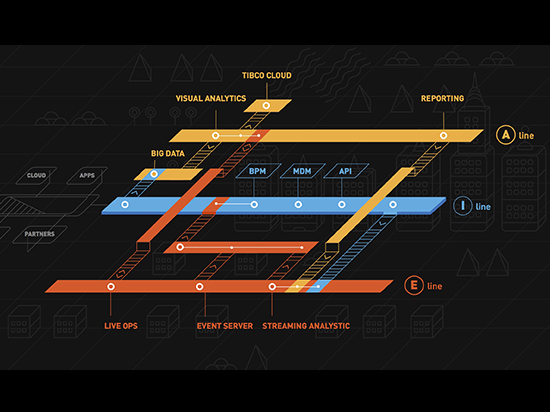 TIBCO CLOUD
VISUAL ANALYTICS
REPORTING
A line
BIG DATA
CLOUD
APPS
BPM
MDM
API
I line
PARTNERS
E line
LIVE OPS
EVENT SERVER
STREAMING ANALYSTIC